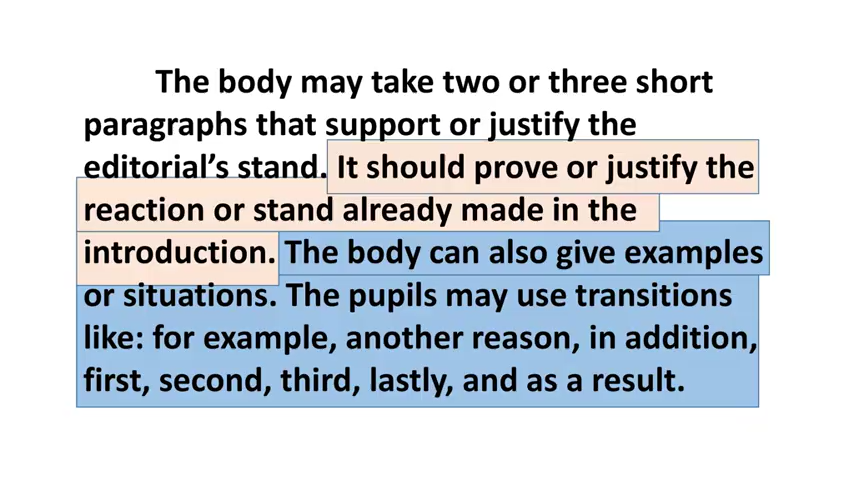 The body may take two or three short
paragraphs that support or justify the
editorial’s stand. It should prove or justify the
reaction or stand already made in the
introduction. The body can also give examples
or situations. The pupils may use transitions
like: for example, another reason, in addition,
first, second, third, lastly, and as a result.